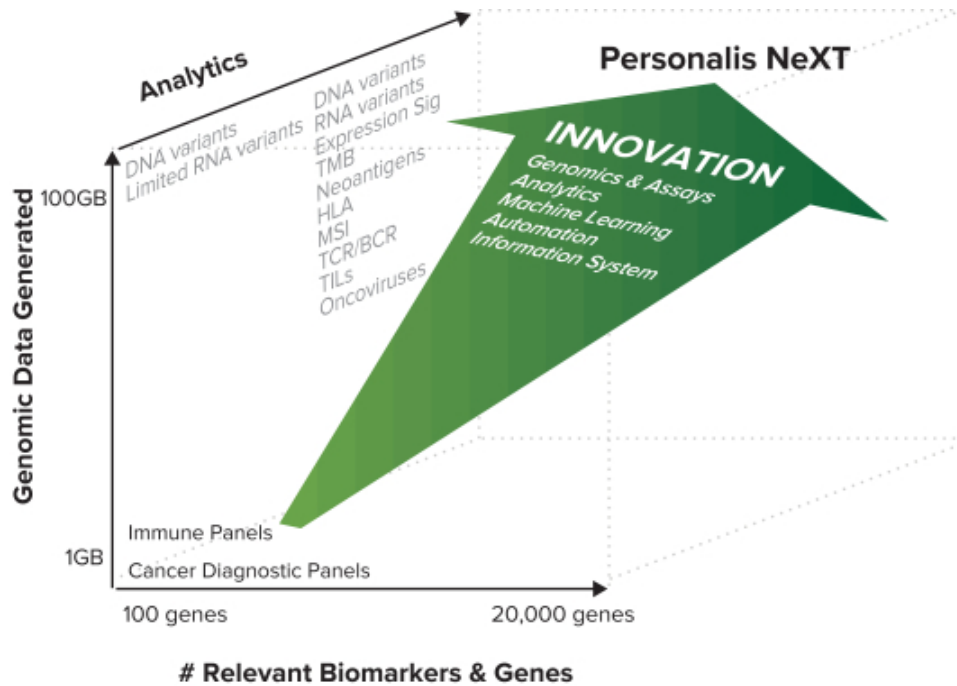 Analytics
Personalis NeXT
DNA variants
Limited RNA variants
DNA variants
RNA variants
Expression Sig
TMB
Neoantigens
HLA
MSI
TCR/BCR
TILs
Oncoviruses
INNOVATION
Genomics & Assays
Analytics
Machine Learning
Automation
Information System
Genomic Data Generated
100GB
1GB
Immune Panels
Cancer Diagnostic Panels
100 genes
20,000 genes
# Relevant Biomarkers & Genes